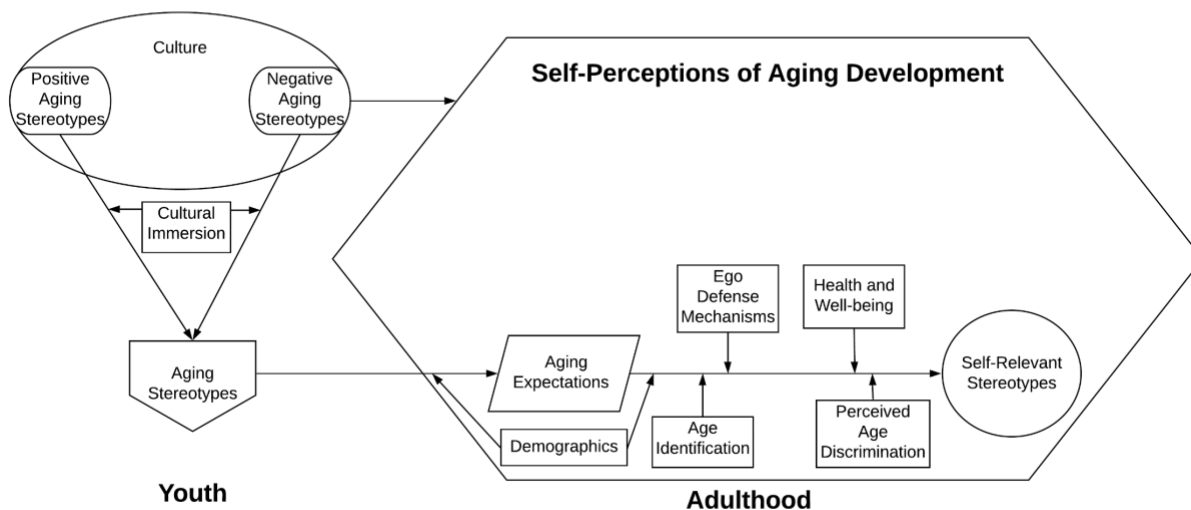 Culture
Positive
Aging
Stereotypes
Negative
Aging
Stereotypes
Self-Perceptions of Aging Development
Cultural
Immersion
Ego
Defense
Mechanisms
Health and
Well-being
Aging
Stereotypes
Aging
Expectations
Self-Relevant
Stereotypes
Demographics
Age
Identification
Perceived
Age
Discrimination
Youth
Adulthood